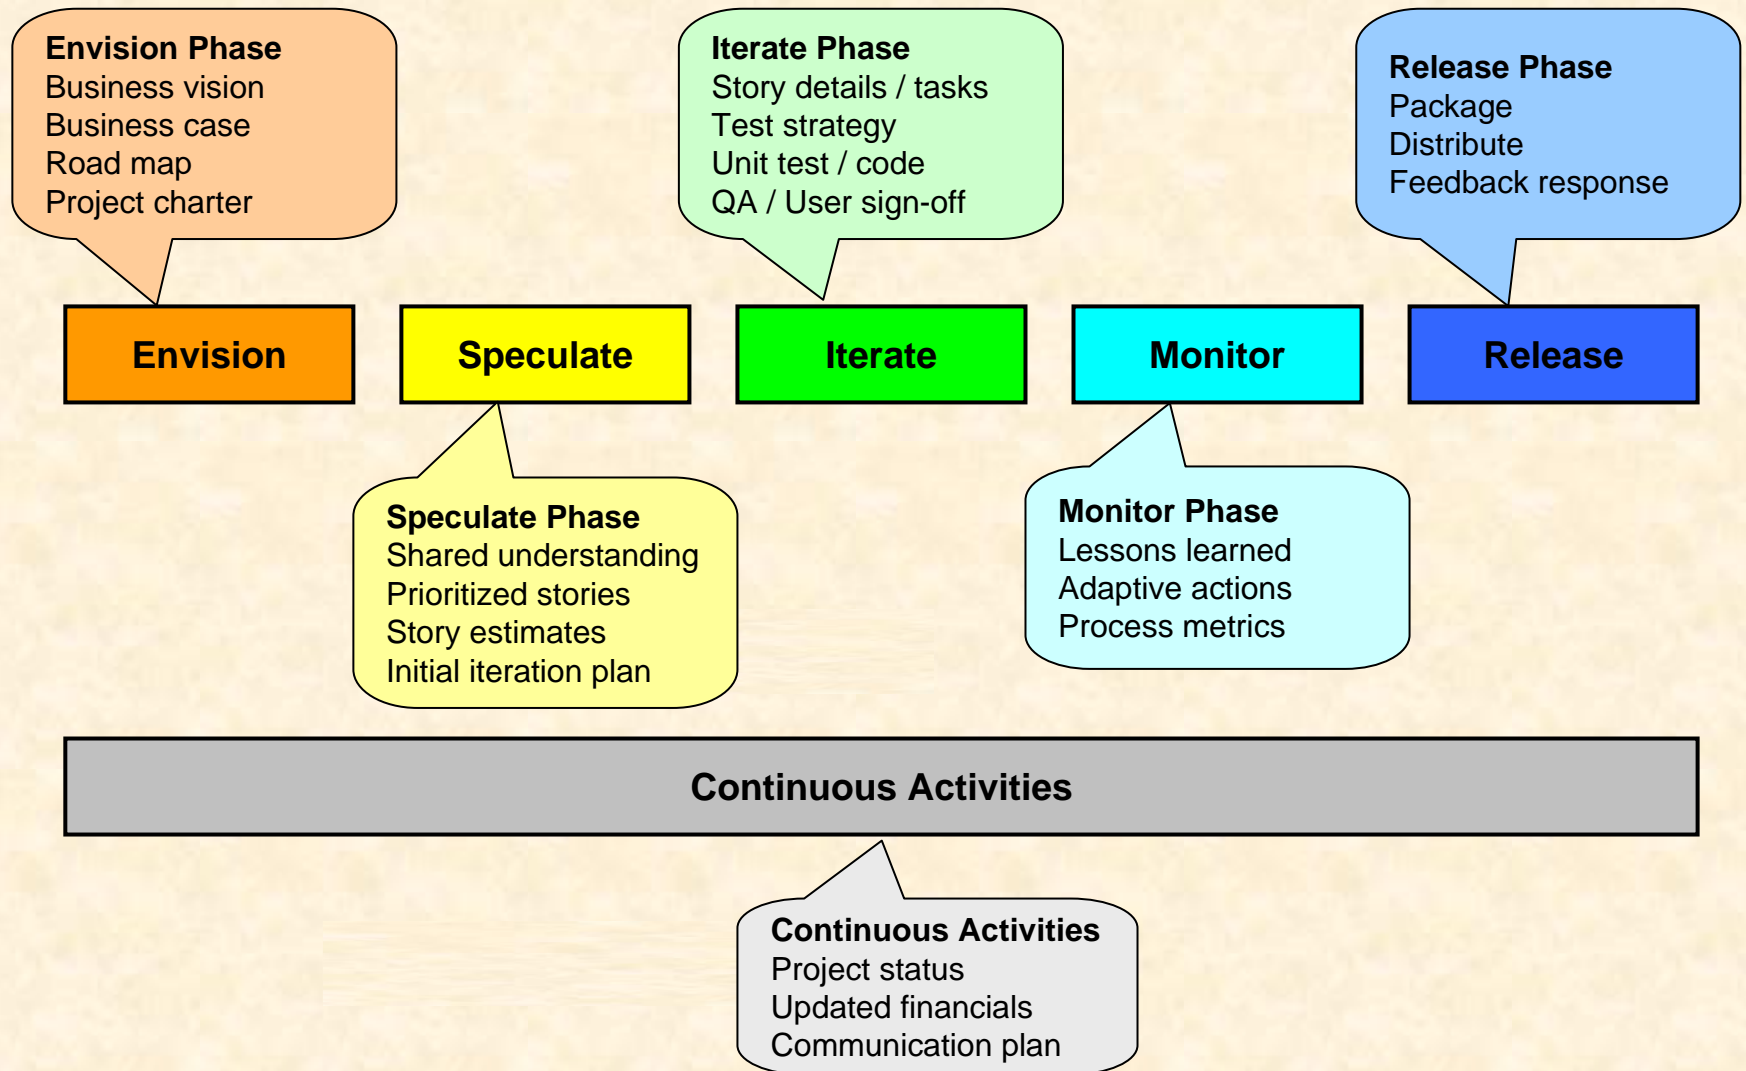 Envision Phase
Business vision
Business case
Road map
Project charter
Iterate Phase
Story details / tasks
Test strategy
Unit test / code
QA / User sign-off
Release Phase
Package
Distribute
Feedback response
Envision
Speculate
Iterate
Monitor
Release
Speculate Phase
Shared understanding
Prioritized stories
Story estimates
Initial iteration plan
Monitor Phase
Lessons learned
Adaptive actions
Process metrics
Continuous Activities
Continuous Activities
Project status
Updated financials
Communication plan